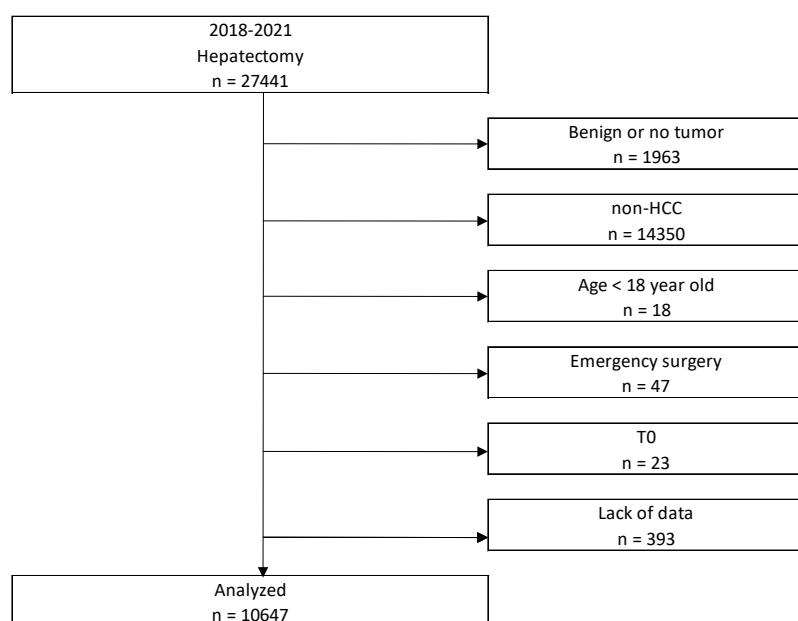 2018-2021
Hepatectomy
n = 27441
Benign or no tumor
n = 1963
non-HCC
n = 14350
Age < 18 year old
n = 18
Emergency surgery
n = 47
T0
n = 23
Lack of data
n = 393
Analyzed
n = 10647